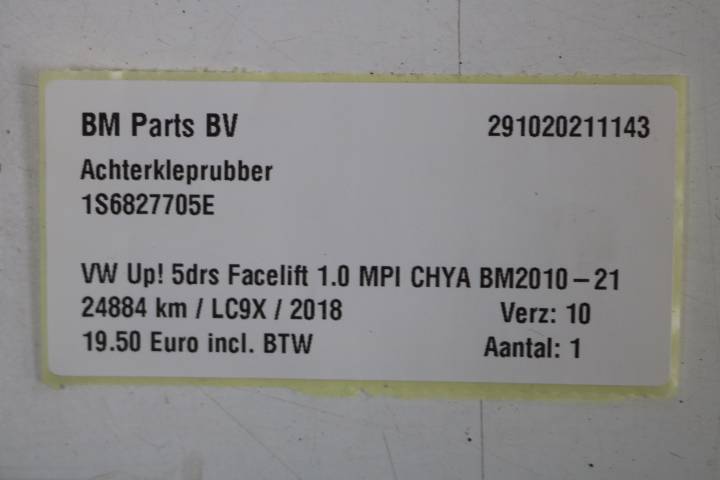 BM Parts BV 291020211143
Achterkleprubber
1S6827705E
VW Up! 5drs Facelift 1.0 MPI CHYA BM2010-21
24884 km / LC9X / 2018 Verz: 10
19.50 Euro incl. BTW Aantal: 1